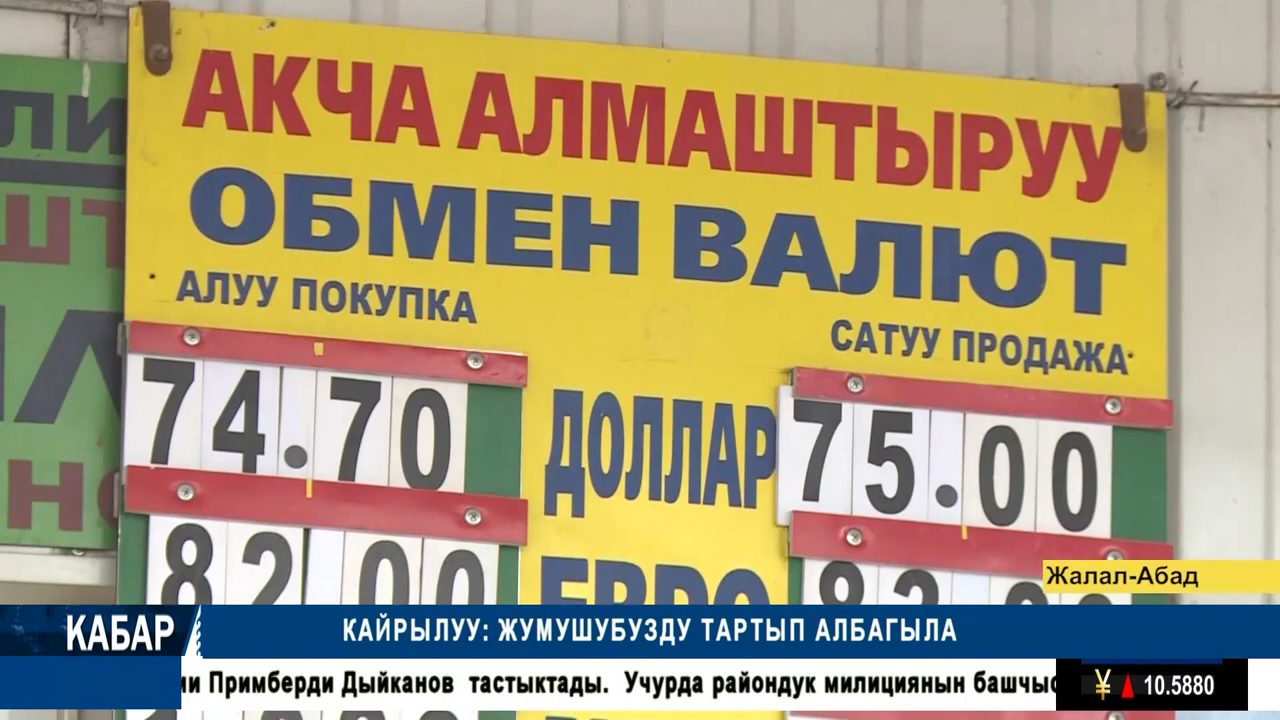 АКЧА АЛМАШТЫРУУ
ОБМЕН ВАЛЮТ
АЛУУ ПОКУПКА
САТУУ ПРОДАЖА
74.70 ДОЛЛАР 75.00
82.00 ЕВРО
Жалал-Абад
КАБАР
КАЙРЫЛУУ: ЖУМУШУБУЗДУ ТАРТЫП АЛБАГЫЛА
Примберди Дыйканов тастыктады. Учурда райондук милициянын
¥ ▲ 10.5880